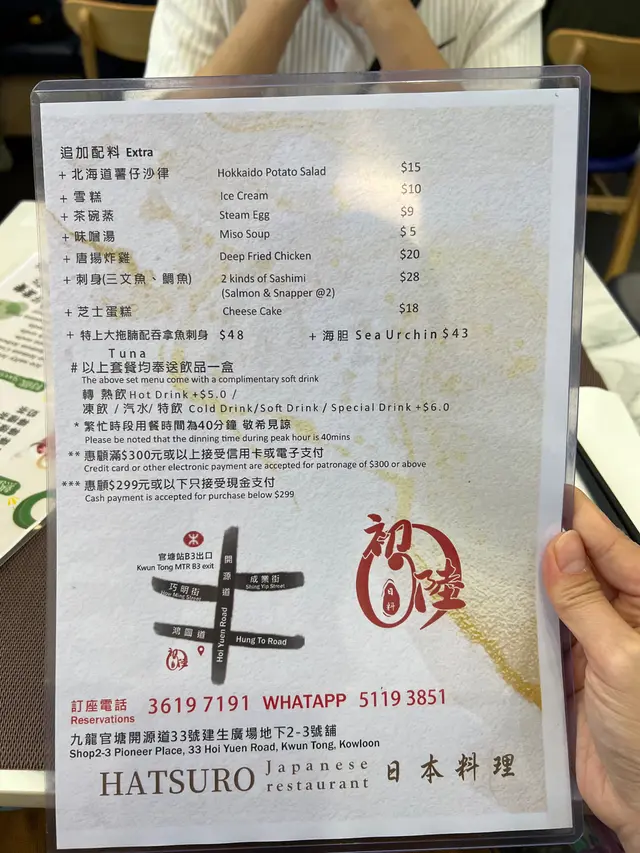 追加配料 Extra
+ 北海道薯仔沙律 Hokkaido Potato Salad $15
+ 雪糕 Ice Cream $10
+ 茶碗蒸 Steam Egg $9
+ 味噌湯 Miso Soup $ 5
+ 唐揚炸雞 Deep Fried Chicken $20
+ 刺身(三文魚、鯛魚) 2 kinds of Sashimi $28
(Salmon & Snapper @2)
+ 芝士蛋糕 Cheese Cake $18
+ 特上大拖腩配吞拿魚刺身 $48 + 海胆 Sea Urchin $43
Tuna
# 以上套餐均奉送飲品一盒
The above set menu come with a complimentary soft drink
轉 熱飲 Hot Drink +$5.0 /
凍飲 / 汽水/ 特飲 Cold Drink/Soft Drink / Special Drink +$6.0
* 繁忙時段用餐時間為40分鐘 敬希見諒
Please be noted that the dinning time during peak hour is 40mins
** 惠顧滿$300元或以上接受信用卡或電子支付
Credit card or other electronic payment are accepted for patronage of $300 or above
*** 惠顧$299元或以下只接受現金支付
Cash payment is accepted for purchase below $299
官塘站B3出口
Kwun Tong MTR B3 exit
開源道
Hoi Yuen Road
成業街
Shing Yip Street
巧明街
How Ming Street
鴻圖道
Hung To Road
初陸
日料
訂座電話 3619 7191 WHATAPP 5119 3851
Reservations
九龍官塘開源道33號建生廣場地下2-3號舖
Shop2-3 Pioneer Place, 33 Hoi Yuen Road, Kwun Tong, Kowloon
HATSURO Japanese restaurant 日本料理